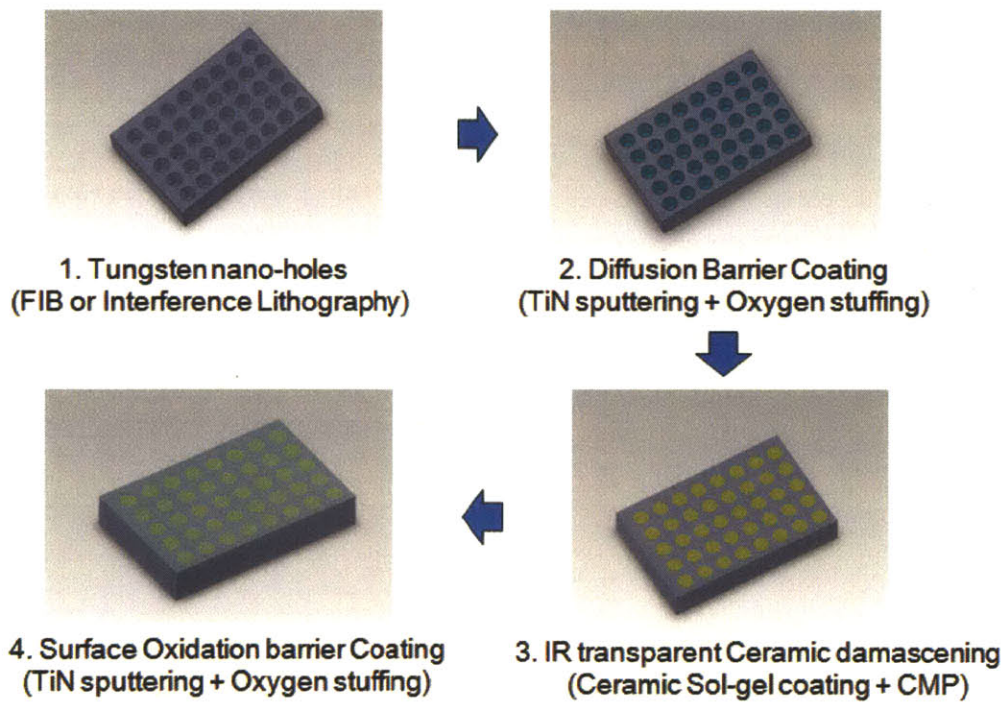 1. Tungsten nano-holes
(FIB or Interference Lithography)
2. Diffusion Barrier Coating
(TiN sputtering + Oxygen stuffing)
3. IR transparent Ceramic damascening
(Ceramic Sol-gel coating + CMP)
4. Surface Oxidation barrier Coating
(TiN sputtering + Oxygen stuffing)